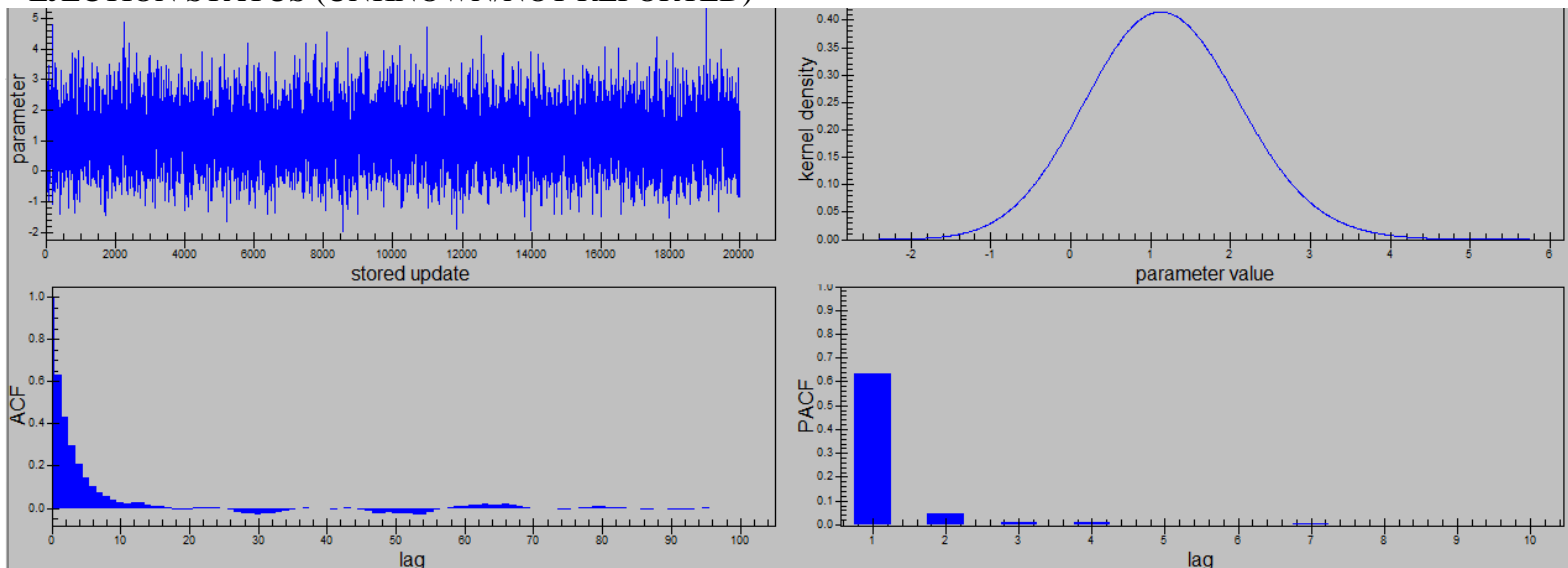 EJECTION STATUS (UNKNOWN/NOT REPORTED)
5
4
3
2
1
0
-1
-2
parameter
0 2000 4000 6000 8000 10000 12000 14000 16000 18000 20000
stored update
0.40
0.35
0.30
0.25
0.20
0.15
0.10
0.05
0.00
kernel density
-2 -1 0 1 2 3 4 5 6
parameter value
1.0
0.8
0.6
0.4
0.2
0.0
ACF
0 10 20 30 40 50 60 70 80 90 100
lag
1.0
0.9
0.8
0.7
0.6
0.5
0.4
0.3
0.2
0.1
0.0
PACF
1 2 3 4 5 6 7 8 9 10
lag